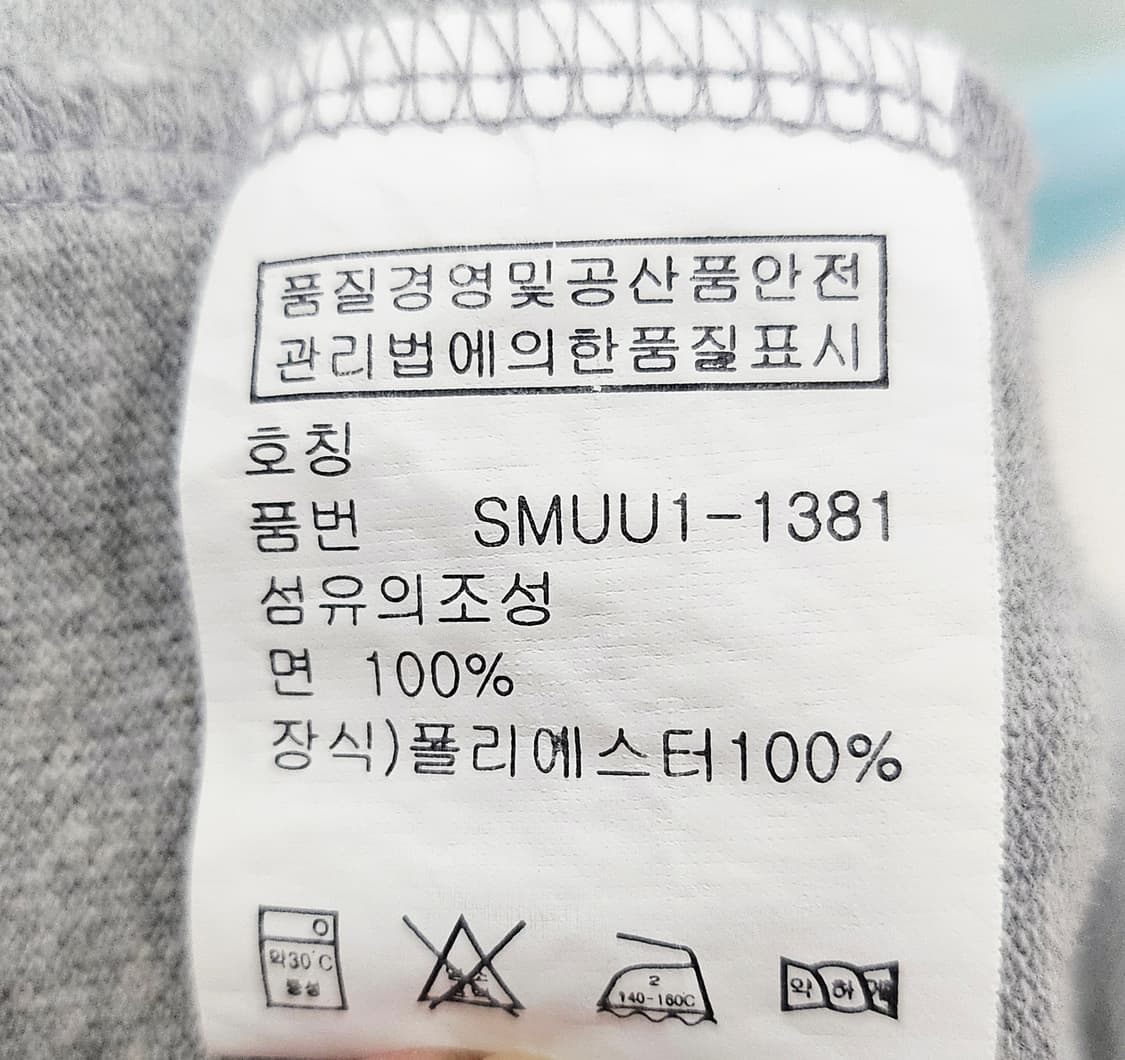 품질경영및공산품안전
관리법에의한품질표시
호칭
품번 SMUU1-1381
섬유의조성
면 100%
장식)폴리에스터100%
약30°C
중성
2
140-160C
약 하